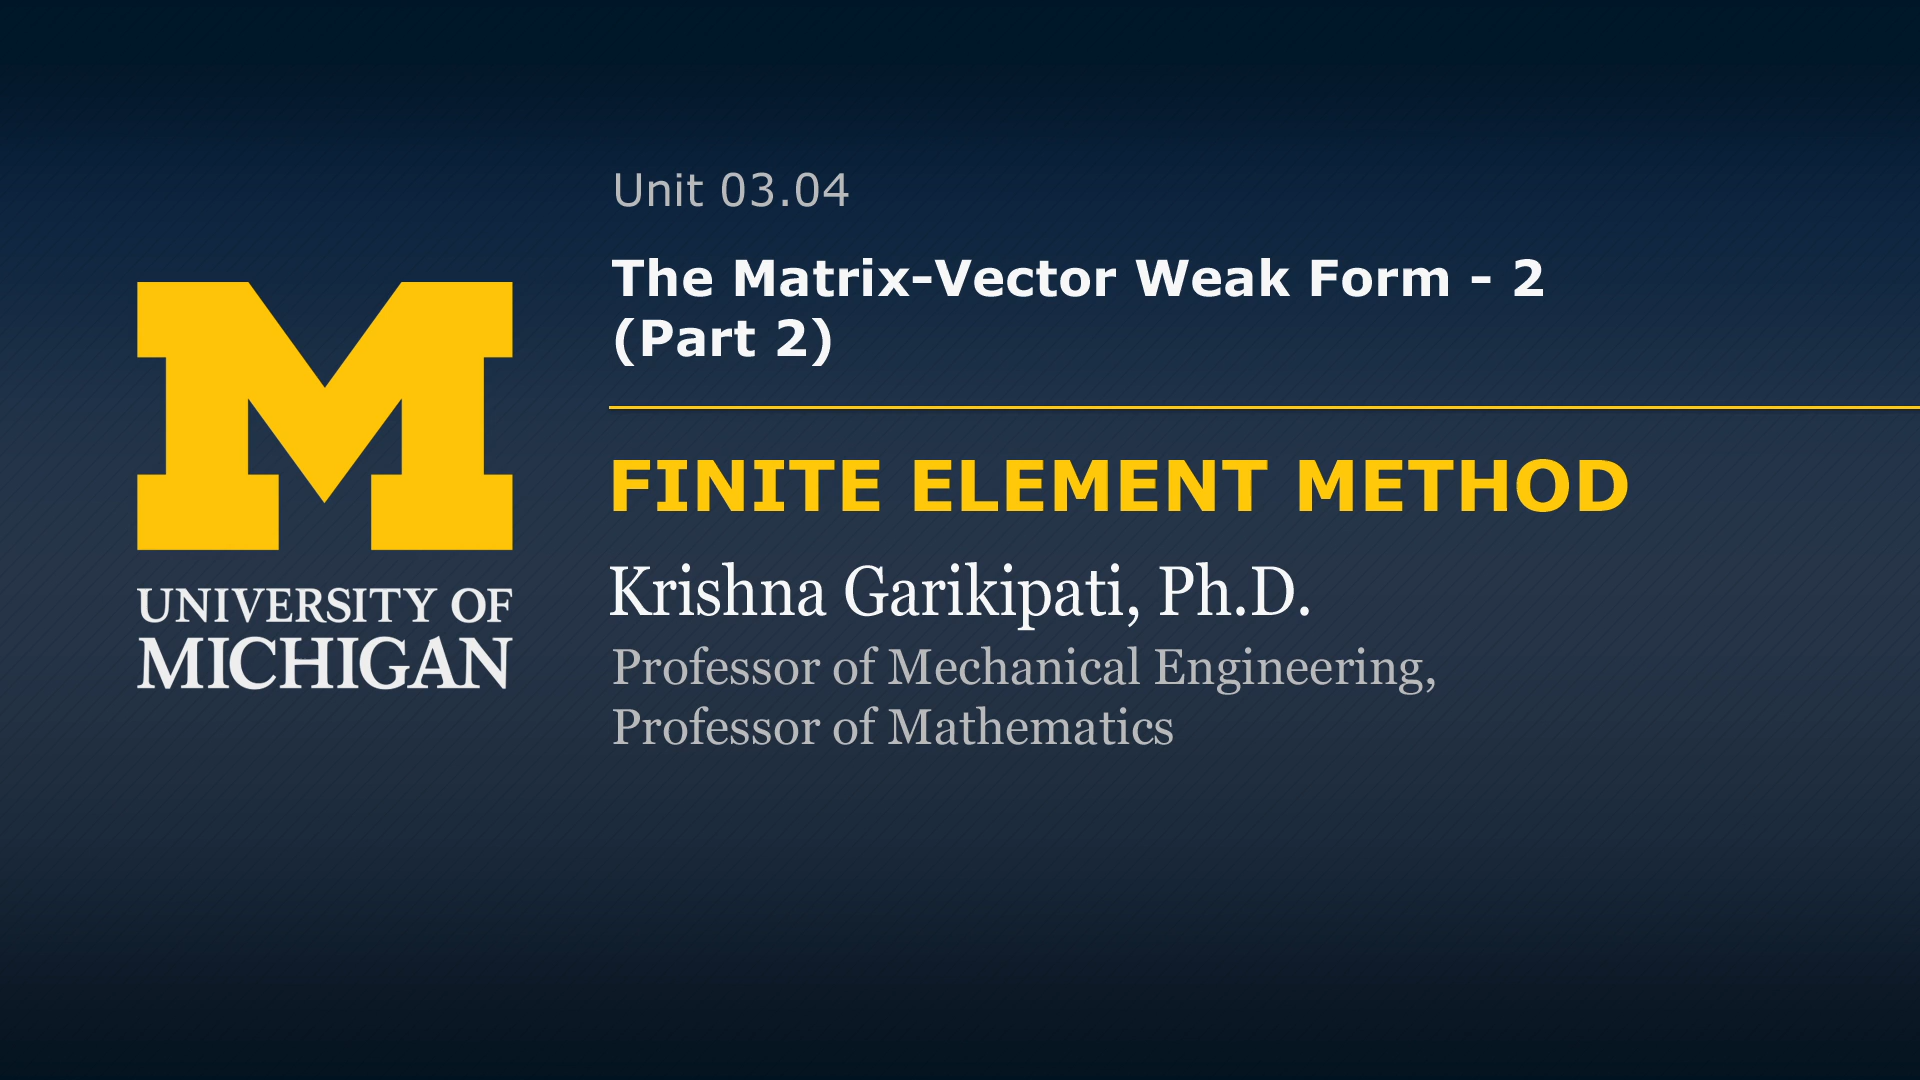 Unit 03.04
The Matrix-Vector Weak Form - 2
(Part 2)
FINITE ELEMENT METHOD
Krishna Garikipati, Ph.D.
Professor of Mechanical Engineering,
Professor of Mathematics
M
UNIVERSITY OF
MICHIGAN